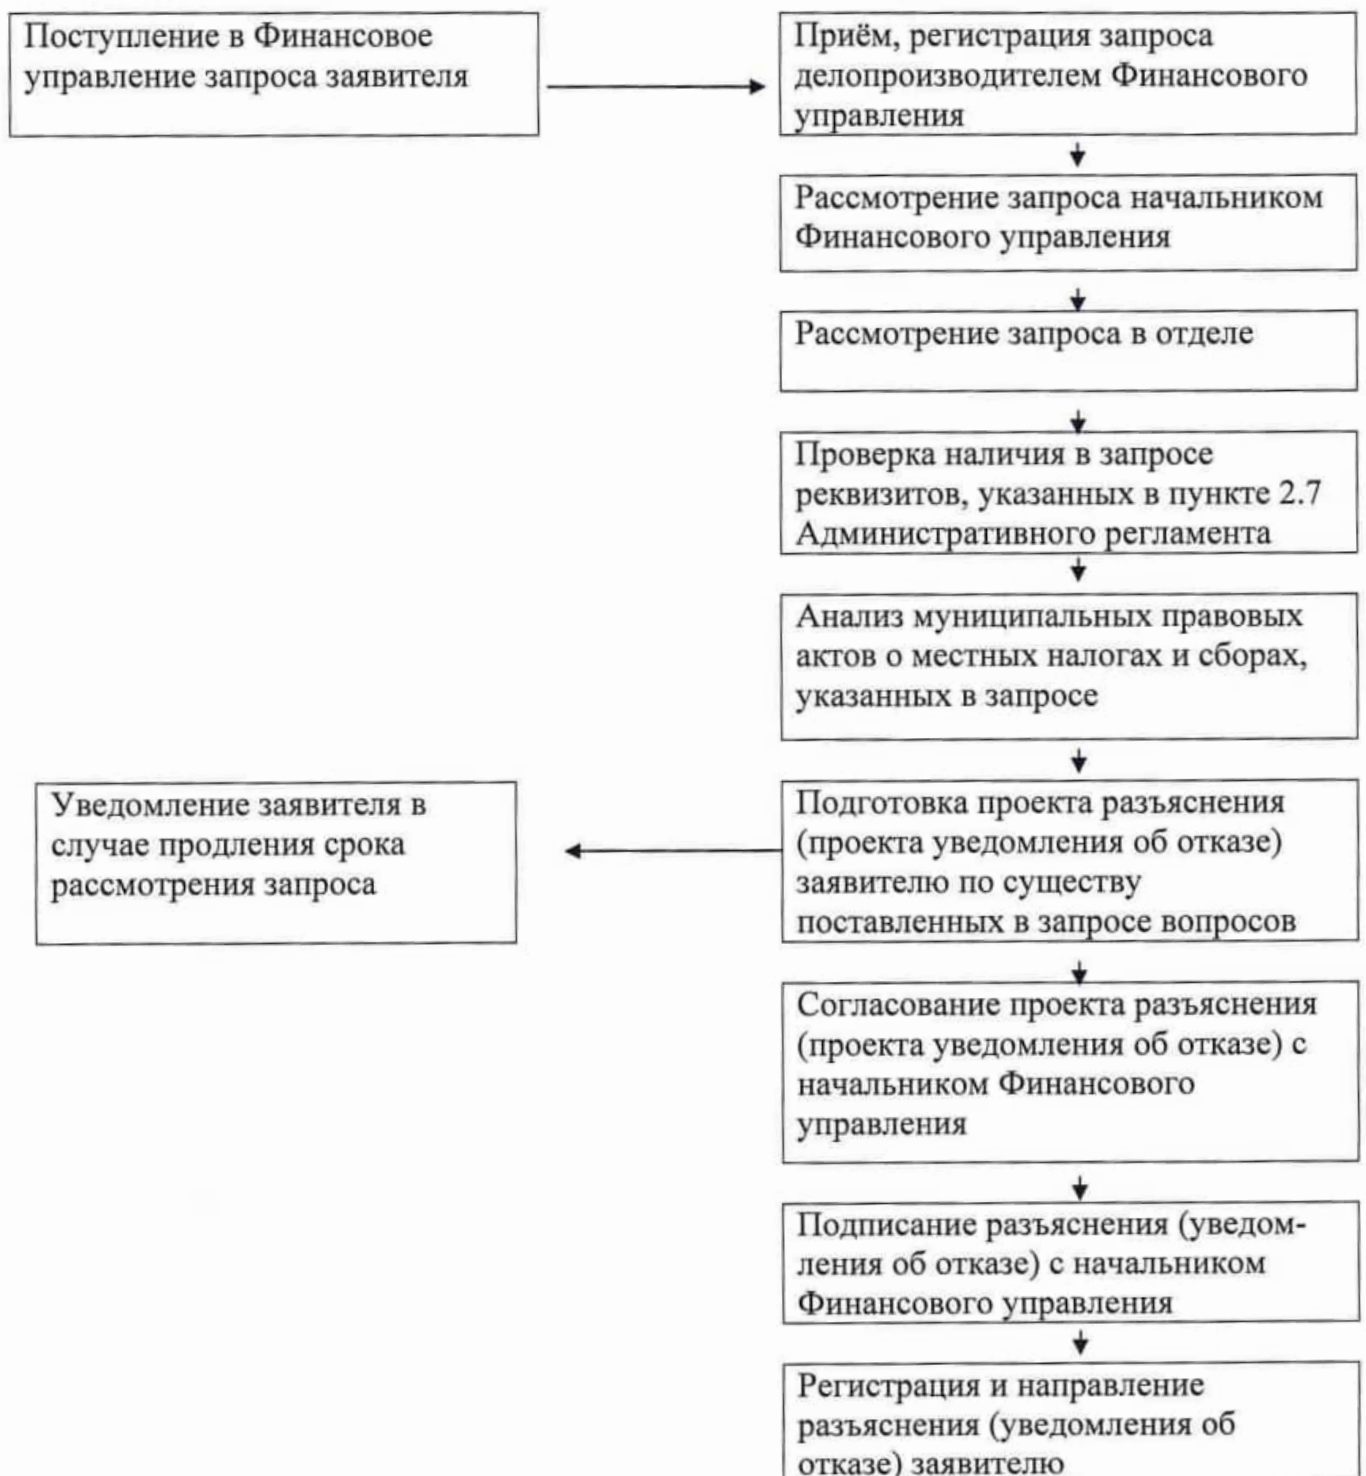 Поступление в Финансовое
управление запроса заявителя
Приём, регистрация запроса
делопроизводителем Финансового
управления
Рассмотрение запроса начальником
Финансового управления
Рассмотрение запроса в отделе
Проверка наличия в запросе
реквизитов, указанных в пункте 2.7
Административного регламента
Анализ муниципальных правовых
актов о местных налогах и сборах,
указанных в запросе
Уведомление заявителя в
случае продления срока
рассмотрения запроса
Подготовка проекта разъяснения
(проекта уведомления об отказе)
заявителю по существу
поставленных в запросе вопросов
Согласование проекта разъяснения
(проекта уведомления об отказе) с
начальником Финансового
управления
Подписание разъяснения (уведом-
ления об отказе) с начальником
Финансового управления
Регистрация и направление
разъяснения (уведомления об
отказе) заявителю